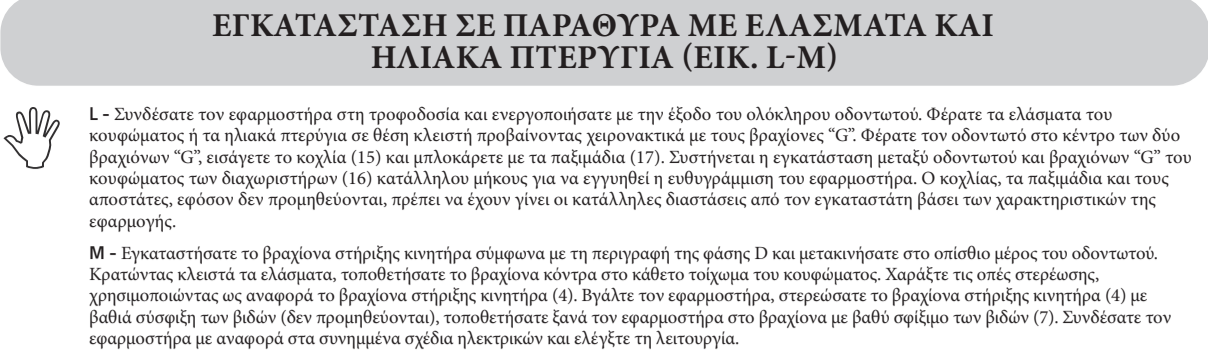 ΕΓΚΑΤΑΣΤΑΣΗ ΣΕ ΠΑΡΑΘΥΡΑ ΜΕ ΕΛΑΣΜΑΤΑ ΚΑΙ
ΗΛΙΑΚΑ ΠΤΕΡΥΓΙΑ (ΕΙΚ. L-M)
L - Συνδέσατε τον εφαρμοστήρα στη τροφοδοσία και ενεργοποιήσατε με την έξοδο του ολόκληρου οδοντωτού. Φέρατε τα ελάσματα του
κουφώματος ή τα ηλιακά πτερύγια σε θέση κλειστή προβαίνοντας χειρονακτικά με τους βραχίονες “G”. Φέρατε τον οδοντωτό στο κέντρο των δύο
βραχιόνων “G”, εισάγετε το κοχλία (15) και μπλοκάρετε με τα παξιμάδια (17). Συστήνεται η εγκατάσταση μεταξύ οδοντωτού και βραχιόνων “G” του
κουφώματος των διαχωριστήρων (16) κατάλληλου μήκους για να εγγυηθεί η ευθυγράμμιση του εφαρμοστήρα. Ο κοχλίας, τα παξιμάδια και τους
αποστάτες, εφόσον δεν προμηθεύονται, πρέπει να έχουν γίνει οι κατάλληλες διαστάσεις από τον εγκαταστάτη βάσει των χαρακτηριστικών της
εφαρμογής.
M - Εγκαταστήσατε το βραχίονα στήριξης κινητήρα σύμφωνα με τη περιγραφή της φάσης D και μετακινήσατε στο οπίσθιο μέρος του οδοντωτού.
Κρατώντας κλειστά τα ελάσματα, τοποθετήσατε το βραχίονα κόντρα στο κάθετο τοίχωμα του κουφώματος. Χαράξτε τις οπές στερέωσης,
χρησιμοποιώντας ως αναφορά το βραχίονα στήριξης κινητήρα (4). Βγάλτε τον εφαρμοστήρα, στερεώσατε το βραχίονα στήριξης κινητήρα (4) με
βαθιά σύσφιξη των βιδών (δεν προμηθεύονται), τοποθετήσατε ξανά τον εφαρμοστήρα στο βραχίονα με βαθύ σφίξιμο των βιδών (7). Συνδέσατε τον
εφαρμοστήρα με αναφορά στα συνημμένα σχέδια ηλεκτρικών και ελέγξτε τη λειτουργία.